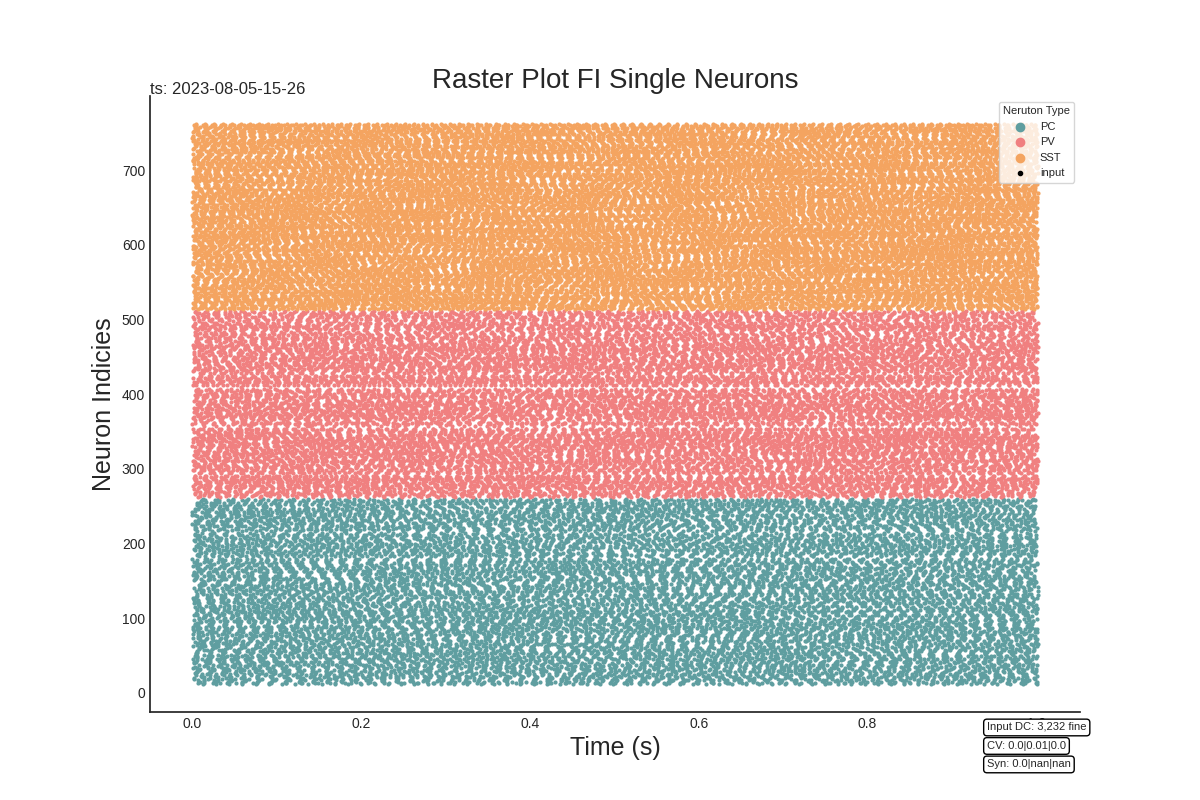 Raster Plot FI Single Neurons
ts: 2023-08-05-15-26
Neruton Type
PC
PV
SST
input
Neuron Indicies
700
600
500
400
300
200
100
0
0.0
0.2
0.4
0.6
0.8
Time (s)
Input DC: 3,232 fine
CV: 0.0|0.01|0.0
Syn: 0.0|nan|nan